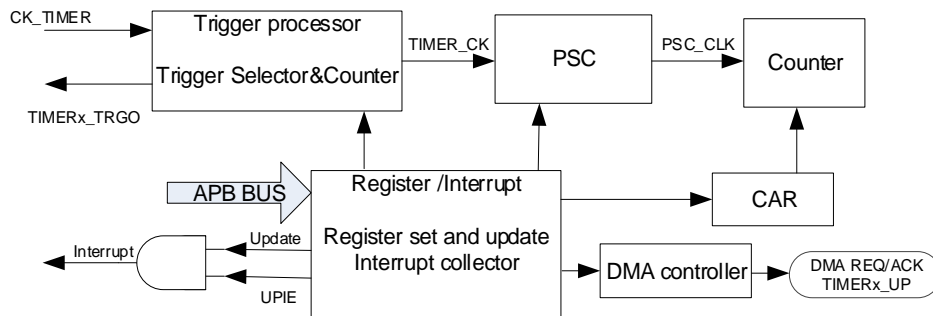 CK_TIMER
Trigger processor
Trigger Selector&Counter
TIMERx_TRGO
TIMER_CK
PSC
PSC_CLK
Counter
APB BUS
Register /Interrupt
Register set and update
Interrupt collector
CAR
Interrupt
Update
UPIE
DMA controller
DMA REQ/ACK
TIMERx_UP